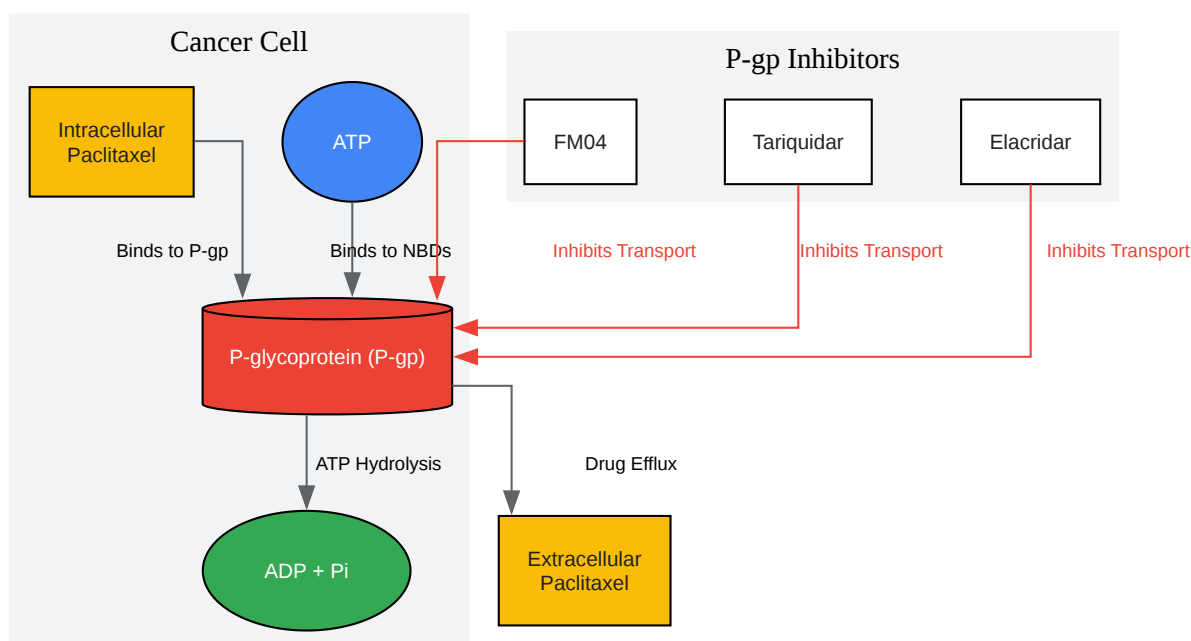 Cancer Cell
P-gp Inhibitors
Intracellular
Paclitaxel
ATP
FM04
Tariquidar
Elacridar
Binds to P-gp
Binds to NBDs
Inhibits Transport
Inhibits Transport
Inhibits Transport
P-glycoprotein (P-gp)
ATP Hydrolysis
Drug Efflux
ADP + Pi
Extracellular
Paclitaxel